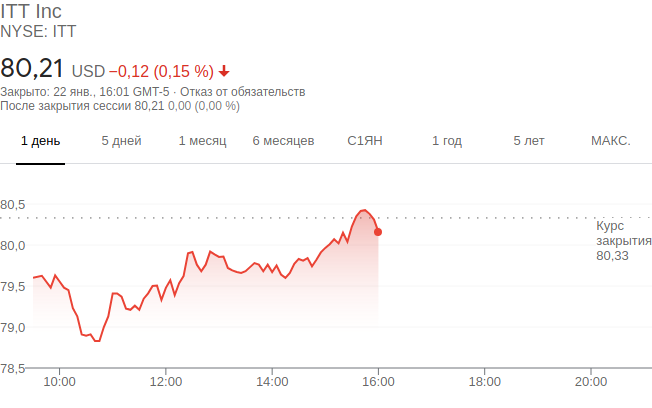 ITT Inc
NYSE: ITT
80,21 USD −0,12 (0,15 %)
Закрыто: 22 янв., 16:01 GMT-5 · Отказ от обязательств
После закрытия сессии 80,21 0,00 (0,00 %)
1 день 5 дней 1 месяц 6 месяцев С1ЯН 1 год 5 лет МАКС.
80,5
Курс
закрытия
80,33
80,0
79,5
79,0
78,5
10:00 12:00 14:00 16:00 18:00 20:00